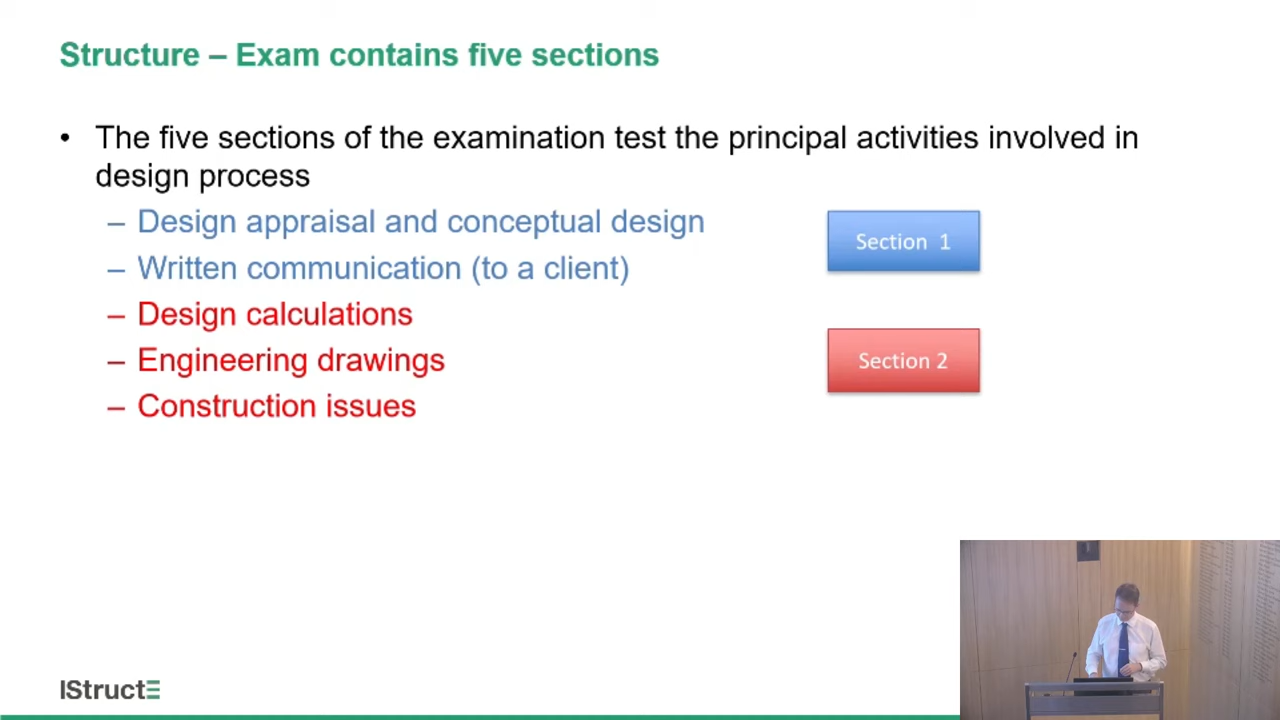 Structure – Exam contains five sections
• The five sections of the examination test the principal activities involved in
design process
– Design appraisal and conceptual design
– Written communication (to a client)
– Design calculations
– Engineering drawings
– Construction issues
Section 1
Section 2
IStructE